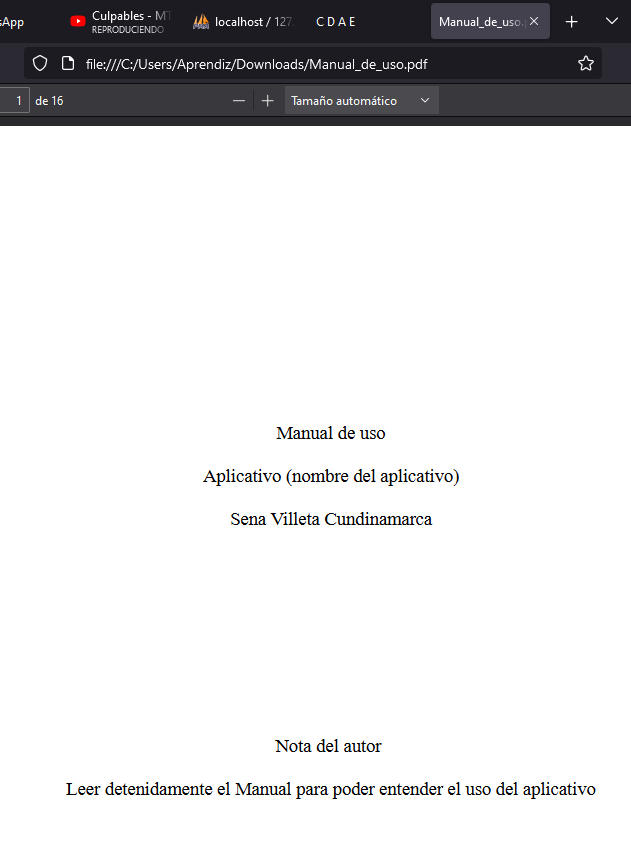 sApp
Culpables - MT
REPRODUCIENDO
localhost / 127.
C D A E
Manual_de_uso.
file:///C:/Users/Aprendiz/Downloads/Manual_de_uso.pdf
1 de 16
Tamaño automático
Manual de uso
Aplicativo (nombre del aplicativo)
Sena Villeta Cundinamarca
Nota del autor
Leer detenidamente el Manual para poder entender el uso del aplicativo